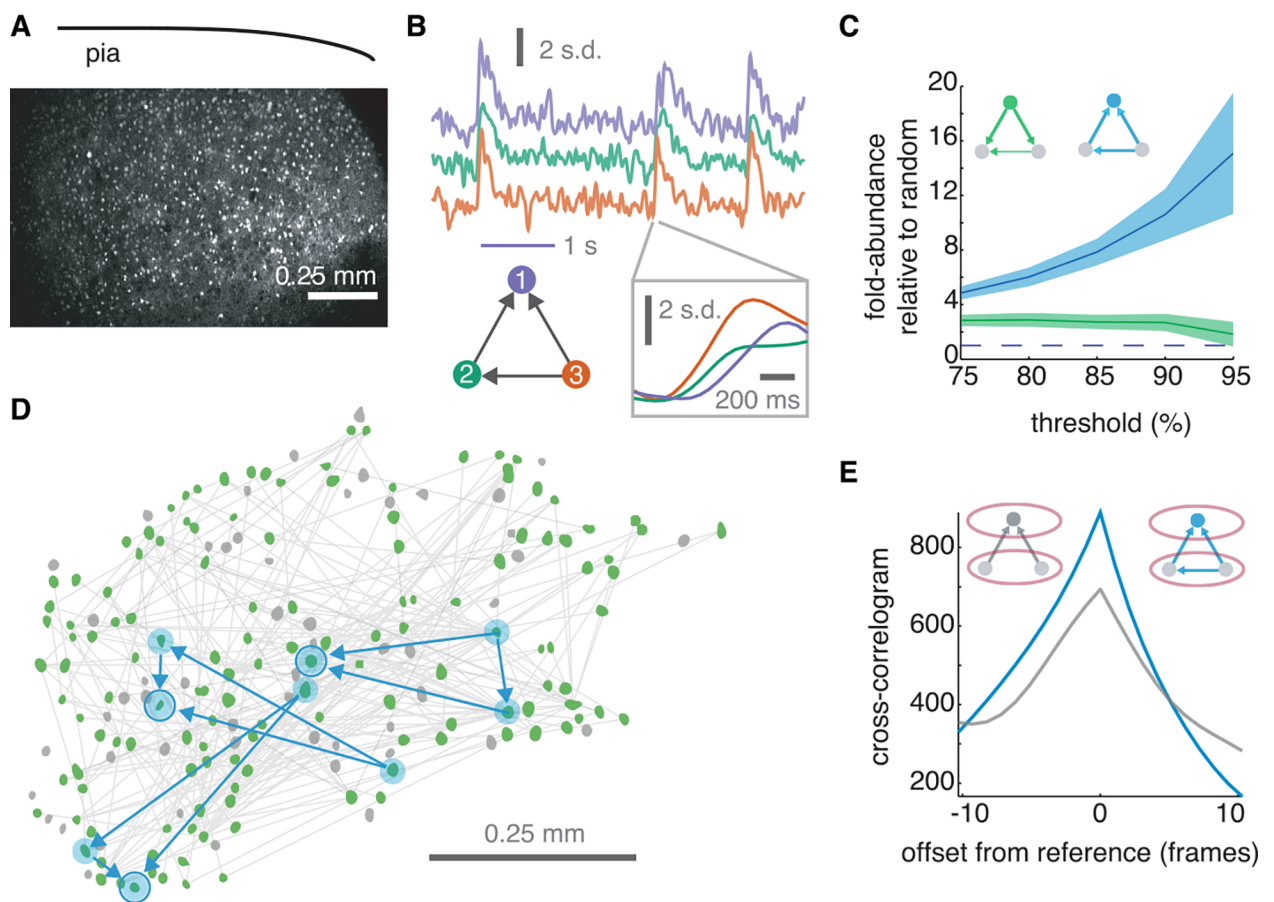 A
pia
0.25 mm
B
2 s.d.
1 s
1
2
3
2 s.d.
200 ms
C
fold-abundance
relative to random
20
16
12
8
4
0
75
80
85
90
95
threshold (%)
D
0.25 mm
E
cross-correlogram
800
600
400
200
-10
0
10
offset from reference (frames)